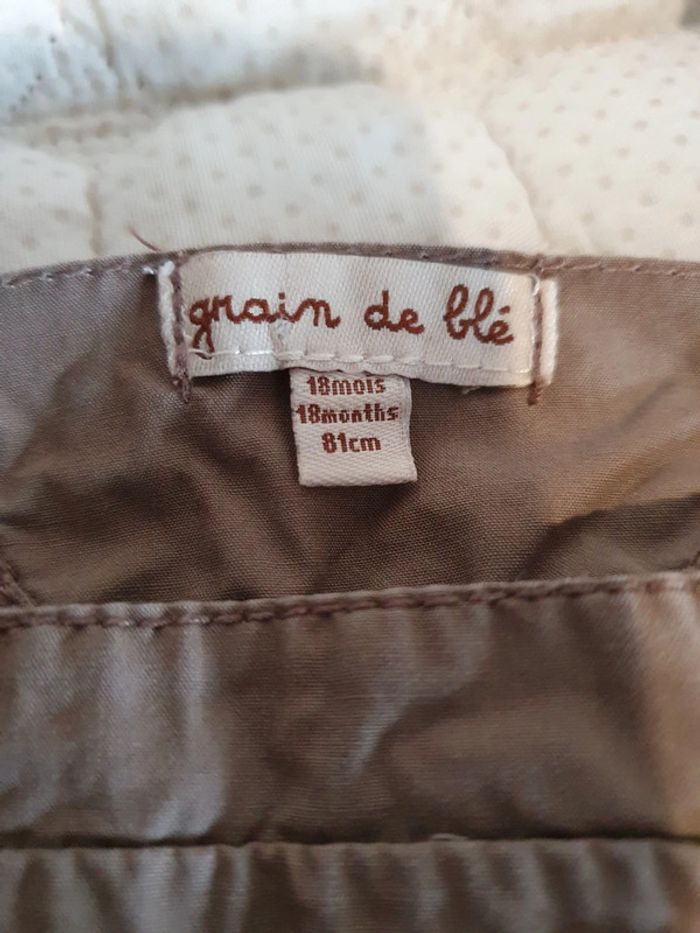 grain de blé
18mois
18months
81cm